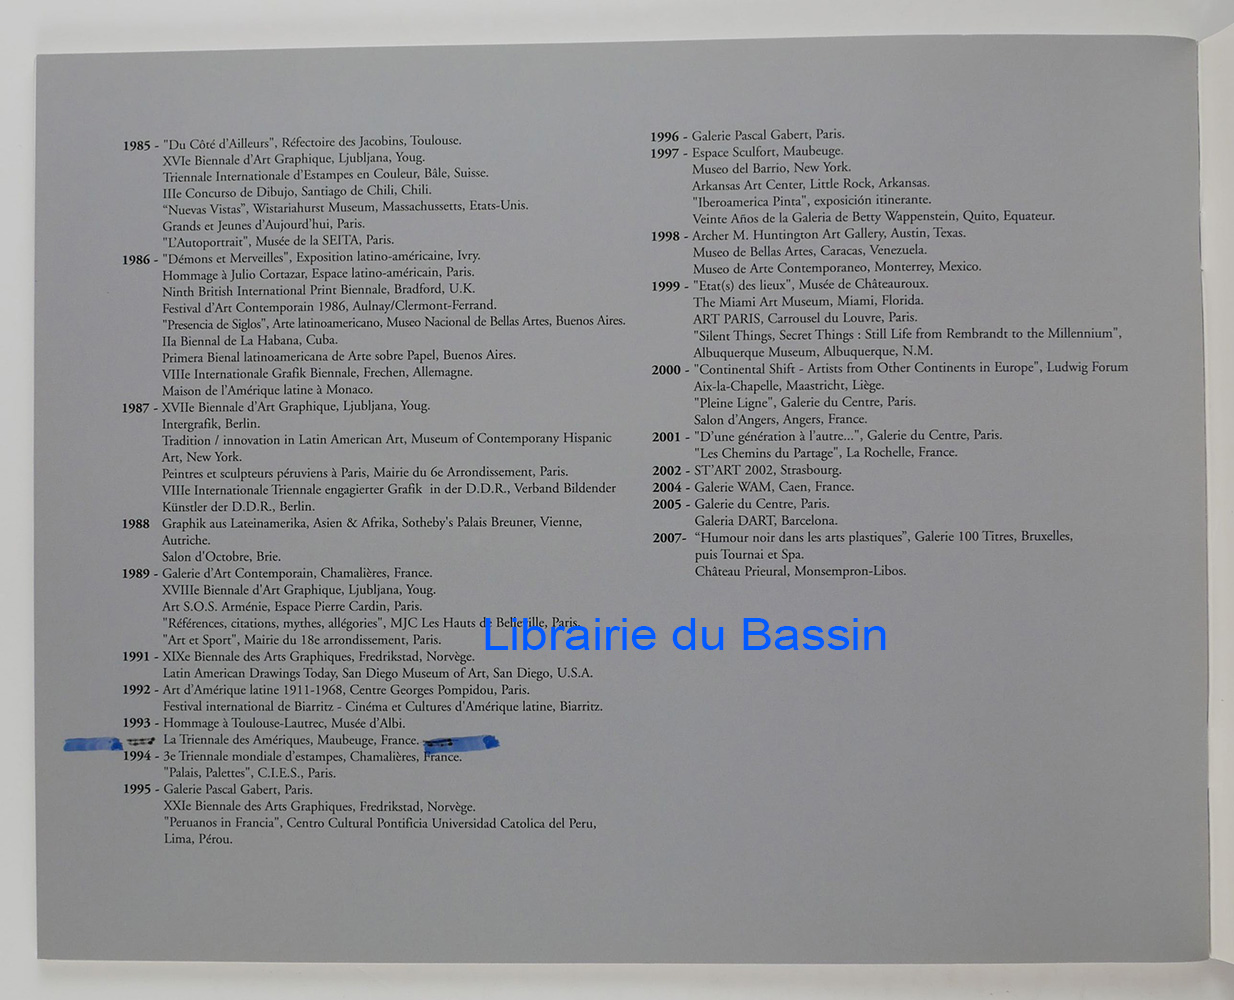 1985 - "Du Côté d'Ailleurs", Réfectoire des Jacobins, Toulouse.
XVIe Biennale d'Art Graphique, Ljubljana, Youg.
Triennale Internationale d'Estampes en Couleur, Bâle, Suisse.
IIIe Concurso de Dibujo, Santiago de Chili, Chili.
“Nuevas Vistas”, Wistariahurst Museum, Massachussetts, Etats-Unis.
Grands et Jeunes d'Aujourd'hui, Paris.
"L'Autoportrait", Musée de la SEITA, Paris.
1986 - "Démons et Merveilles", Exposition latino-américaine, Ivry.
Hommage à Julio Cortazar, Espace latino-américain, Paris.
Ninth British International Print Biennale, Bradford, U.K.
Festival d'Art Contemporain 1986, Aulnay/Clermont-Ferrand.
"Presencia de Siglos", Arte latinoamericano, Museo Nacional de Bellas Artes, Buenos Aires.
IIa Biennal de La Habana, Cuba.
Primera Bienal latinoamericana de Arte sobre Papel, Buenos Aires.
VIIIe Internationale Grafik Biennale, Frechen, Allemagne.
Maison de l'Amérique latine à Monaco.
1987 - XVIIe Biennale d'Art Graphique, Ljubljana, Youg.
Intergrafik, Berlin.
Tradition / innovation in Latin American Art, Museum of Contemporany Hispanic
Art, New York.
Peintres et sculpteurs péruviens à Paris, Mairie du 6e Arrondissement, Paris.
VIIIe Internationale Triennale engagierter Grafik in der D.D.R., Verband Bildender
Künstler der D.D.R., Berlin.
1988 Graphik aus Lateinamerika, Asien & Afrika, Sotheby's Palais Breuner, Vienne,
Autriche.
Salon d'Octobre, Brie.
1989 - Galerie d'Art Contemporain, Chamalières, France.
XVIIIe Biennale d'Art Graphique, Ljubljana, Youg.
Art S.O.S. Arménie, Espace Pierre Cardin, Paris.
"Références, citations, mythes, allégories", MJC Les Hauts de Belleville, Paris.
"Art et Sport", Mairie du 18e arrondissement, Paris.
1991 - XIXe Biennale des Arts Graphiques, Fredrikstad, Norvège.
Latin American Drawings Today, San Diego Museum of Art, San Diego, U.S.A.
1992 - Art d'Amérique latine 1911-1968, Centre Georges Pompidou, Paris.
Festival international de Biarritz - Cinéma et Cultures d'Amérique latine, Biarritz.
1993 - Hommage à Toulouse-Lautrec, Musée d'Albi.
La Triennale des Amériques, Maubeuge, France.
1994 - 3e Triennale mondiale d'estampes, Chamalières, France.
"Palais, Palettes", C.I.E.S., Paris.
1995 - Galerie Pascal Gabert, Paris.
XXIe Biennale des Arts Graphiques, Fredrikstad, Norvège.
"Peruanos in Francia", Centro Cultural Pontificia Universidad Catolica del Peru,
Lima, Pérou.
1996 - Galerie Pascal Gabert, Paris.
1997 - Espace Sculfort, Maubeuge.
Museo del Barrio, New York.
Arkansas Art Center, Little Rock, Arkansas.
"Iberoamerica Pinta", exposición itinerante.
Veinte Años de la Galeria de Betty Wappenstein, Quito, Equateur.
1998 - Archer M. Huntington Art Gallery, Austin, Texas.
Museo de Bellas Artes, Caracas, Venezuela.
Museo de Arte Contemporaneo, Monterrey, Mexico.
1999 - "Etat(s) des lieux", Musée de Châteauroux.
The Miami Art Museum, Miami, Florida.
ART PARIS, Carrousel du Louvre, Paris.
"Silent Things, Secret Things : Still Life from Rembrandt to the Millennium",
Albuquerque Museum, Albuquerque, N.M.
2000 - "Continental Shift - Artists from Other Continents in Europe", Ludwig Forum
Aix-la-Chapelle, Maastricht, Liège.
"Pleine Ligne", Galerie du Centre, Paris.
Salon d'Angers, Angers, France.
2001 - "D'une génération à l'autre...", Galerie du Centre, Paris.
"Les Chemins du Partage", La Rochelle, France.
2002 - ST'ART 2002, Strasbourg.
2004 - Galerie WAM, Caen, France.
2005 - Galerie du Centre, Paris.
Galeria DART, Barcelona.
2007- “Humour noir dans les arts plastiques”, Galerie 100 Titres, Bruxelles,
puis Tournai et Spa.
Château Prieural, Monsempron-Libos.
Librairie du Bassin